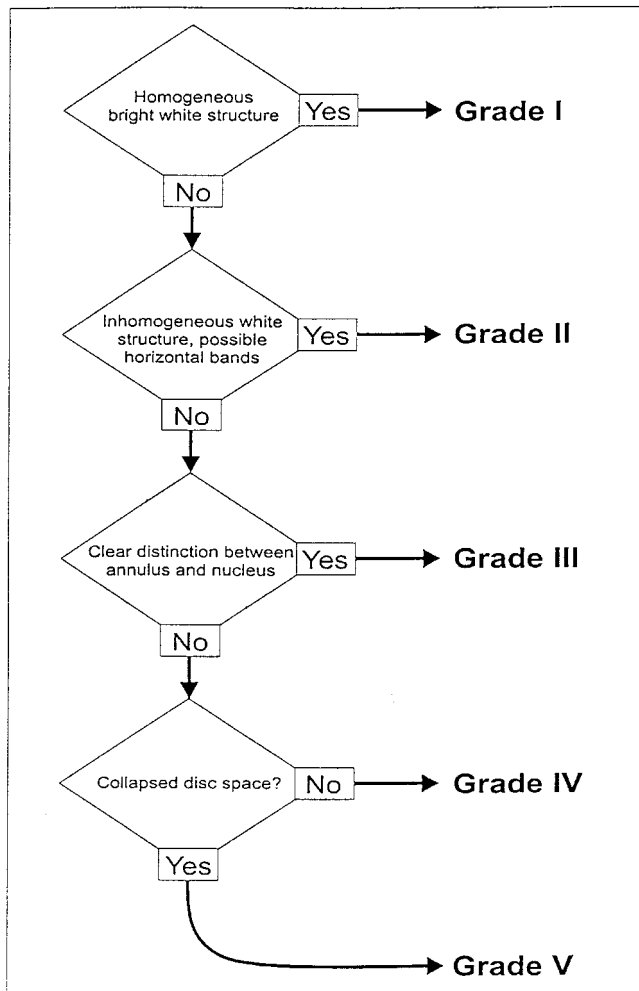 Homogeneous
bright white structure
Yes
Grade I
No
Inhomogeneous white
structure, possible
horizontal bands
Yes
Grade II
No
Clear distinction between
annulus and nucleus
Yes
Grade III
No
Collapsed disc space?
No
Grade IV
Yes
Grade V